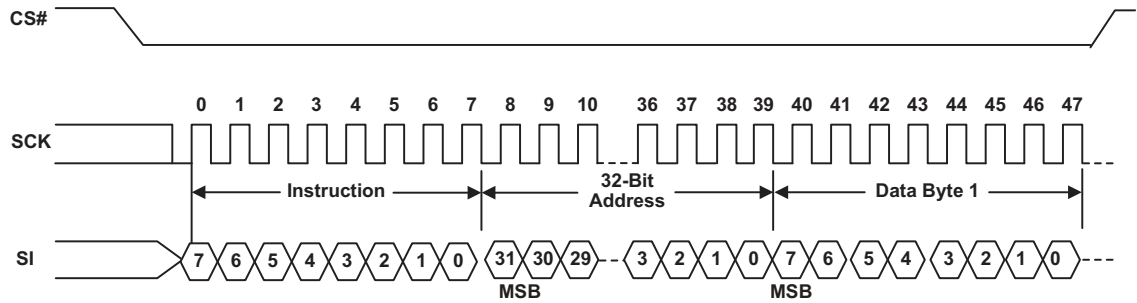 CS#
0 1 2 3 4 5 6 7 8 9 10 36 37 38 39 40 41 42 43 44 45 46 47
SCK
Instruction
32-Bit
Address
Data Byte 1
SI
7 6 5 4 3 2 1 0 31 30 29 3 2 1 0 7 6 5 4 3 2 1 0
MSB MSB